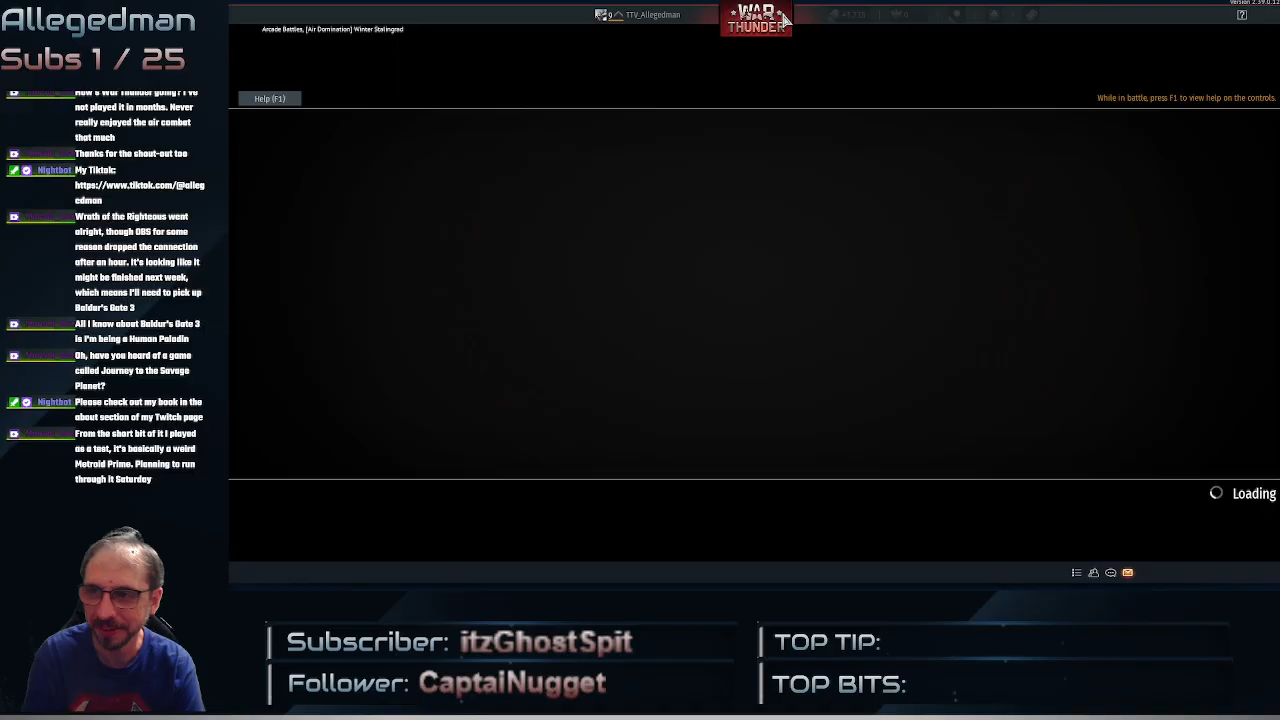 Allegedman
Subs 1 / 25
How's War Thunder going? I've
not played it in months. Never
really enjoyed the air combat
that much
Thanks for the shout-out too
Nightbot My Tiktok:
https://www.tiktok.com/@alleg
edman
Wrath of the Righteous went
alright, though OBS for some
reason dropped the connection
after an hour. It's looking like it
might be finished next week,
which means I'll need to pick up
Baldur's Gate 3
All I know about Baldur's Gate 3
is I'm being a Human Paladin
Oh, have you heard of a game
called Journey to the Savage
Planet?
Nightbot Please check out my book in the
about section of my Twitch page
From the short bit of it I played
as a test, it's basically a weird
Metroid Prime. Planning to run
through it Saturday
9 TTV_Allegedman
WAR
THUNDER
?
Arcade Battles, [Air Domination] Winter Stalingrad
Help (F1)
While in battle, press F1 to view help on the controls.
Loading
Subscriber: itzGhostSpit
Follower: CaptaiNugget
TOP TIP:
TOP BITS: